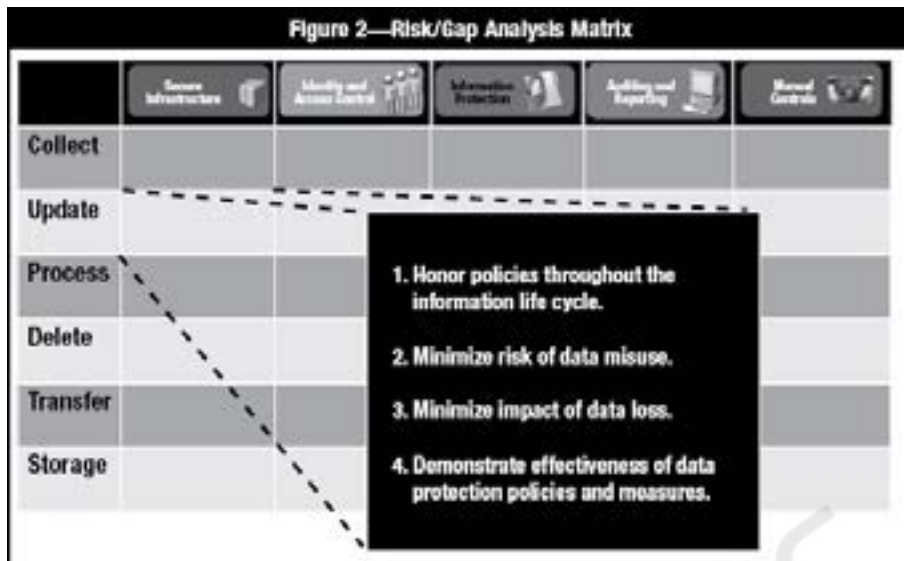 Figure 2—Risk/Gap Analysis Matrix
Secure
Infrastructure
Identity and
Access Control
Information
Protection
Auditing and
Reporting
Manual
Controls
Collect
Update
Process
Delete
Transfer
Storage
1. Honor policies throughout the
information life cycle.
2. Minimize risk of data misuse.
3. Minimize impact of data loss.
4. Demonstrate effectiveness of data
protection policies and measures.